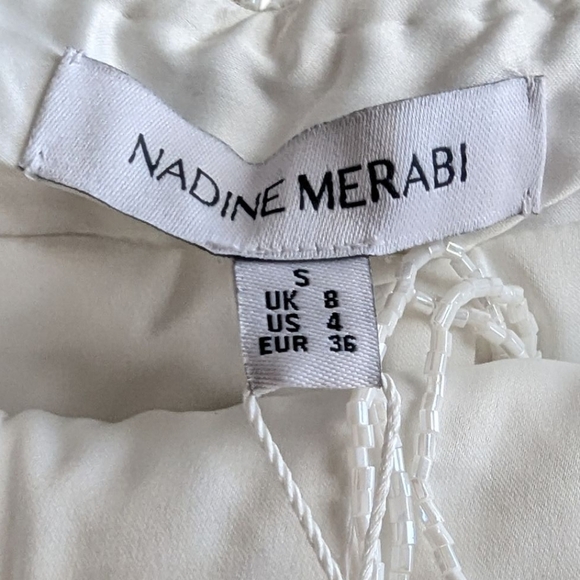 NADINE MERABI
S
UK 8
US 4
EUR 36